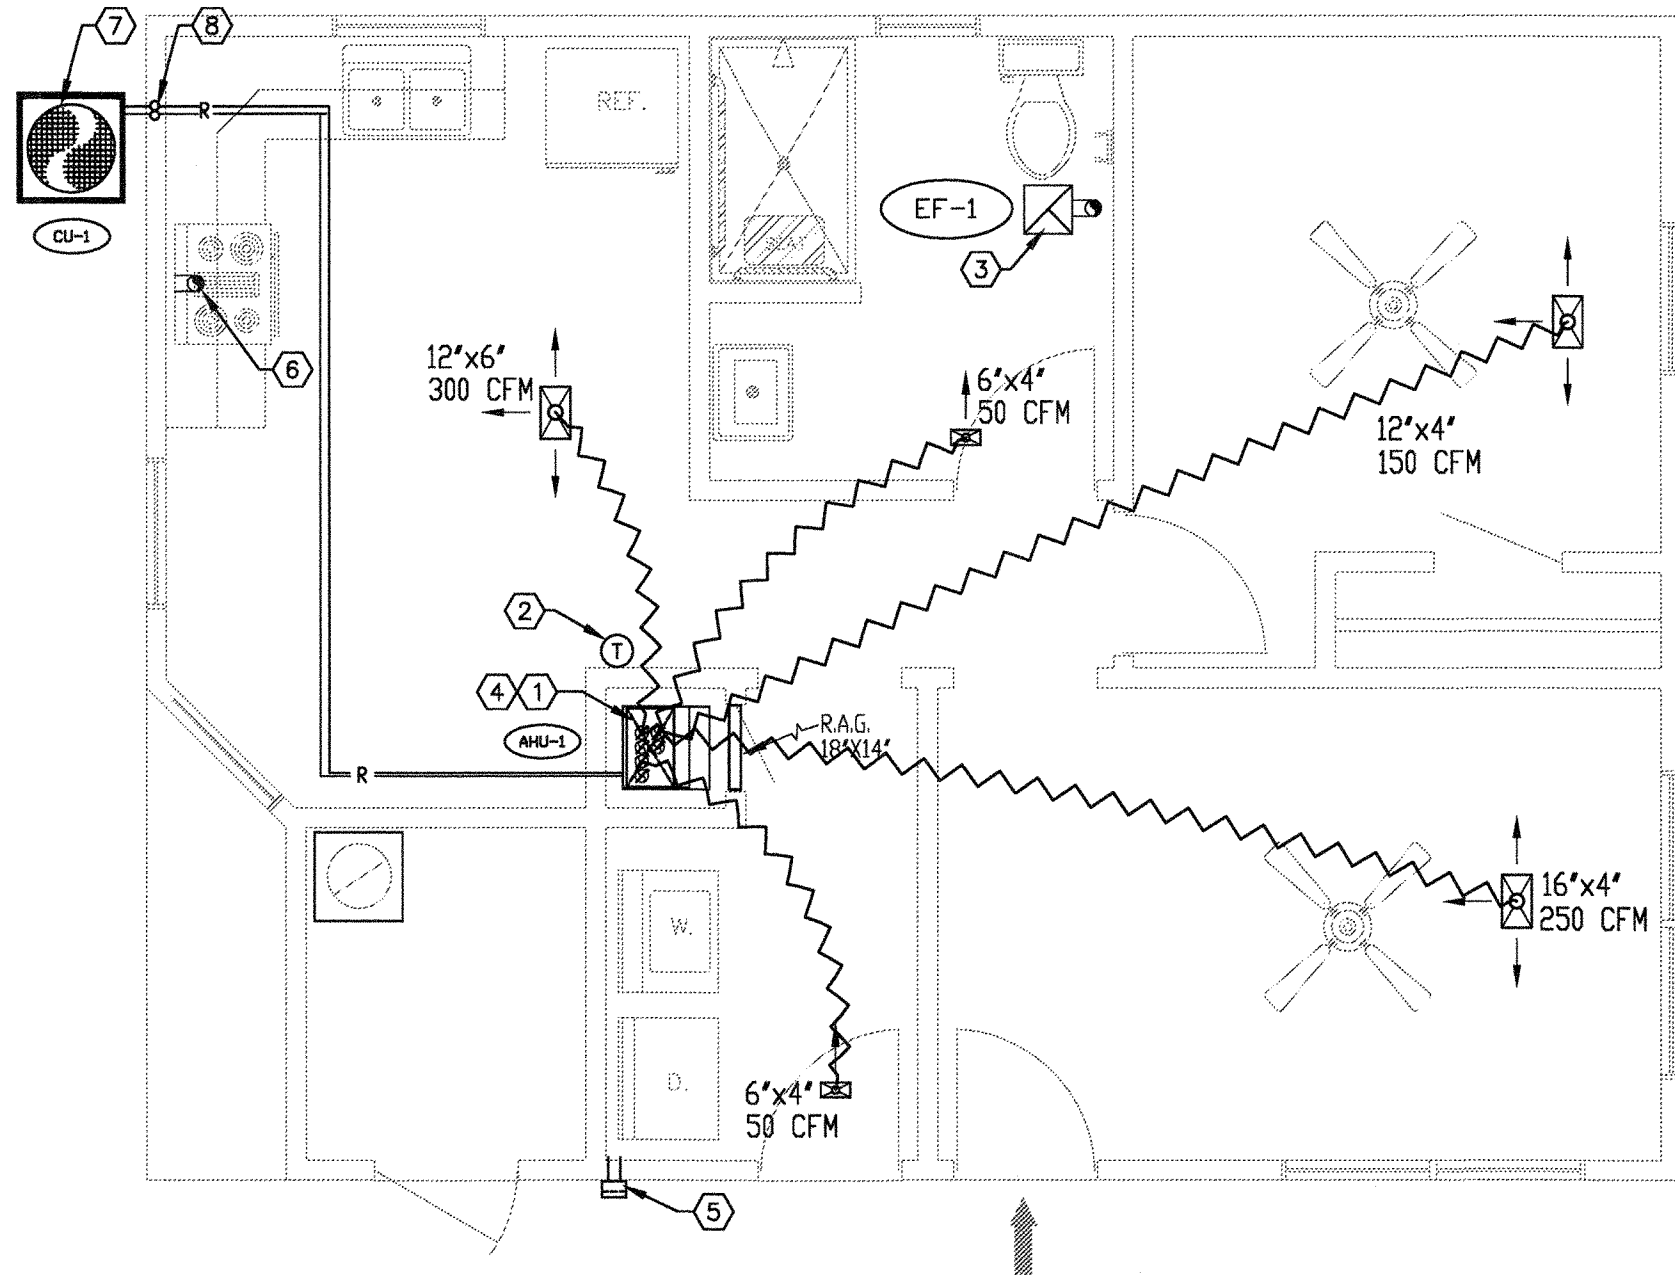 7
8
R
REF.
EF-1
CU-1
3
6
12"x6"
300 CFM
6"x4"
50 CFM
12"x4"
150 CFM
2
T
4
1
AHU-1
R.A.G.
18"X14"
R
16"x4"
250 CFM
W.
D.
6"x4"
50 CFM
5